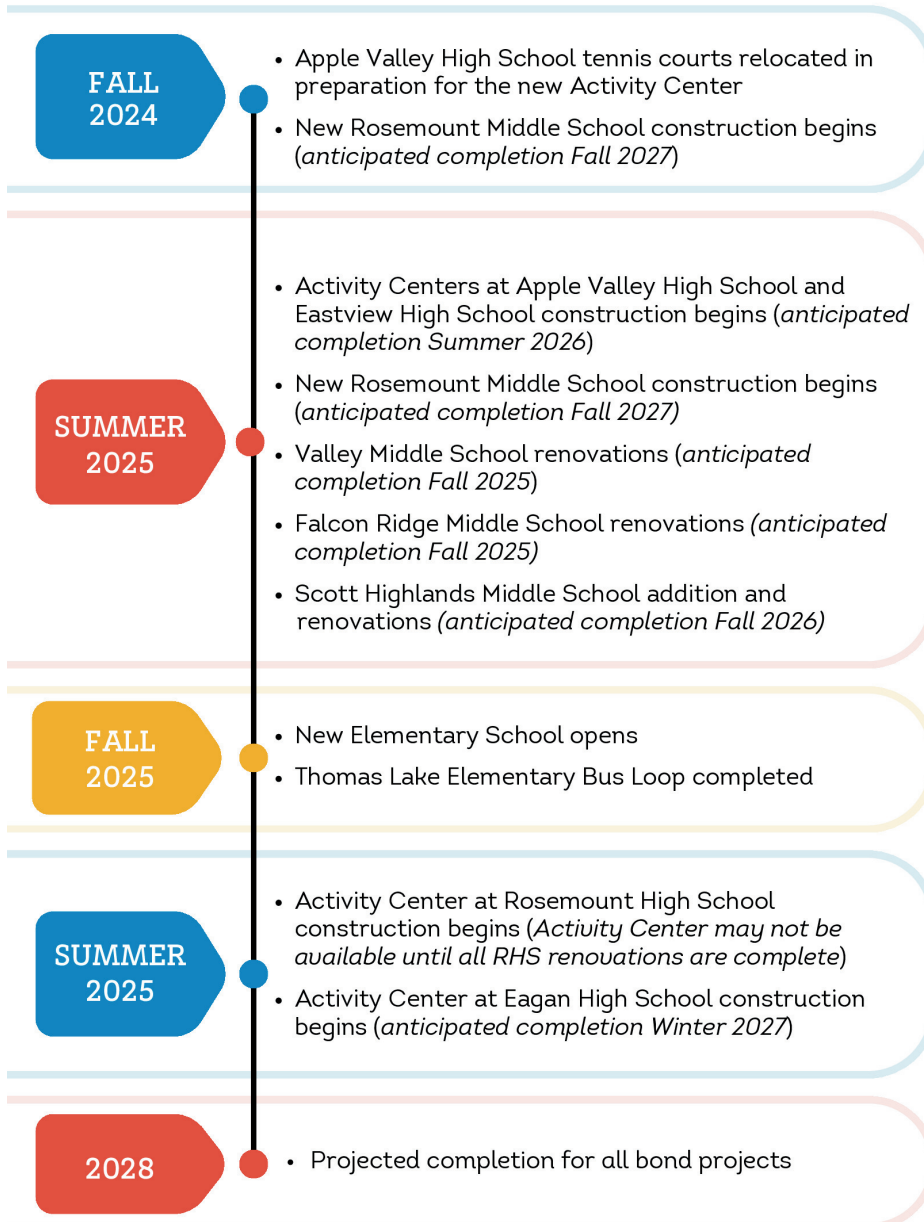 FALL
2024
• Apple Valley High School tennis courts relocated in
preparation for the new Activity Center
• New Rosemount Middle School construction begins
(anticipated completion Fall 2027)
SUMMER
2025
• Activity Centers at Apple Valley High School and
Eastview High School construction begins (anticipated
completion Summer 2026)
• New Rosemount Middle School construction begins
(anticipated completion Fall 2027)
• Valley Middle School renovations (anticipated
completion Fall 2025)
• Falcon Ridge Middle School renovations (anticipated
completion Fall 2025)
• Scott Highlands Middle School addition and
renovations (anticipated completion Fall 2026)
FALL
2025
• New Elementary School opens
• Thomas Lake Elementary Bus Loop completed
SUMMER
2025
• Activity Center at Rosemount High School
construction begins (Activity Center may not be
available until all RHS renovations are complete)
• Activity Center at Eagan High School construction
begins (anticipated completion Winter 2027)
2028
• Projected completion for all bond projects